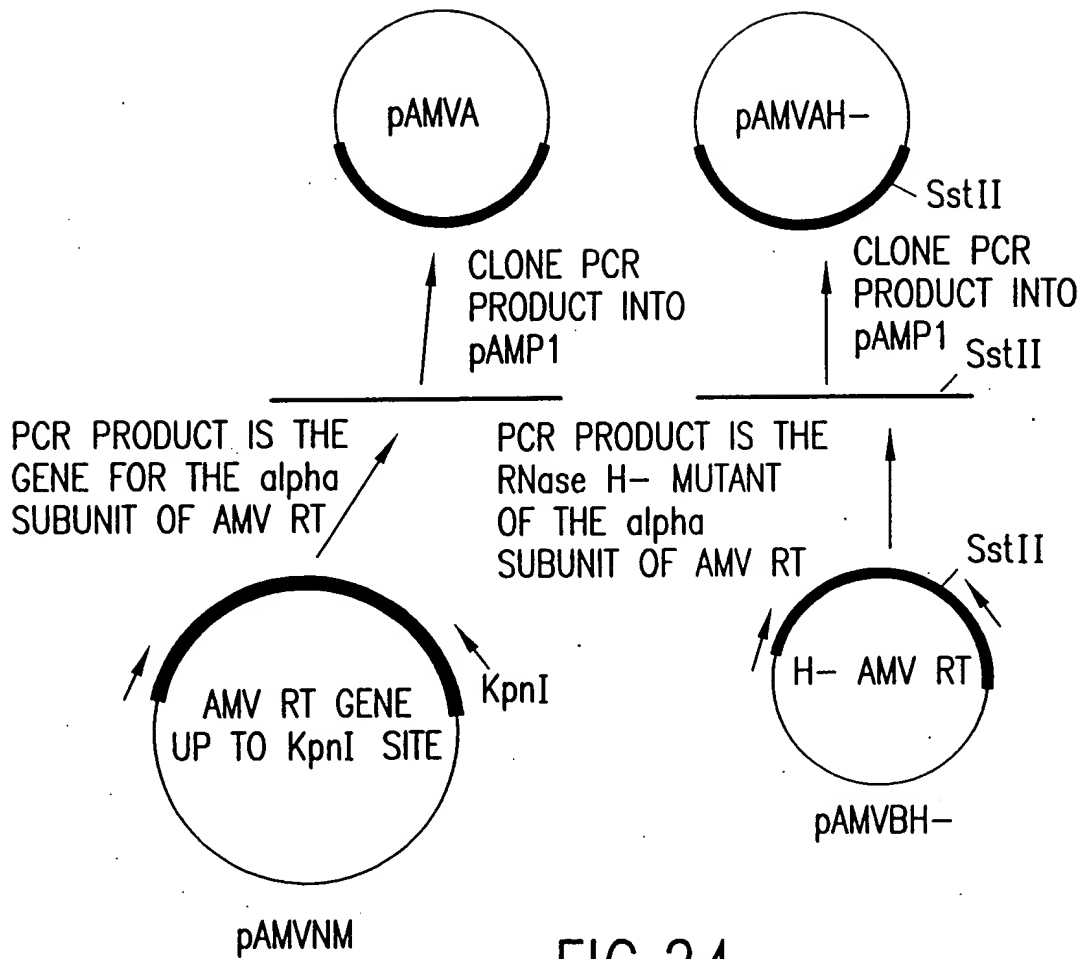 pAMVA
pAMVAH-
SstII
CLONE PCR
PRODUCT INTO
pAMP1
CLONE PCR
PRODUCT INTO
pAMP1
SstII
PCR PRODUCT IS THE
GENE FOR THE alpha
SUBUNIT OF AMV RT
PCR PRODUCT IS THE
RNase H- MUTANT
OF THE alpha
SUBUNIT OF AMV RT
SstII
KpnI
AMV RT GENE
UP TO KpnI SITE
H- AMV RT
pAMVBH-
pAMVNM